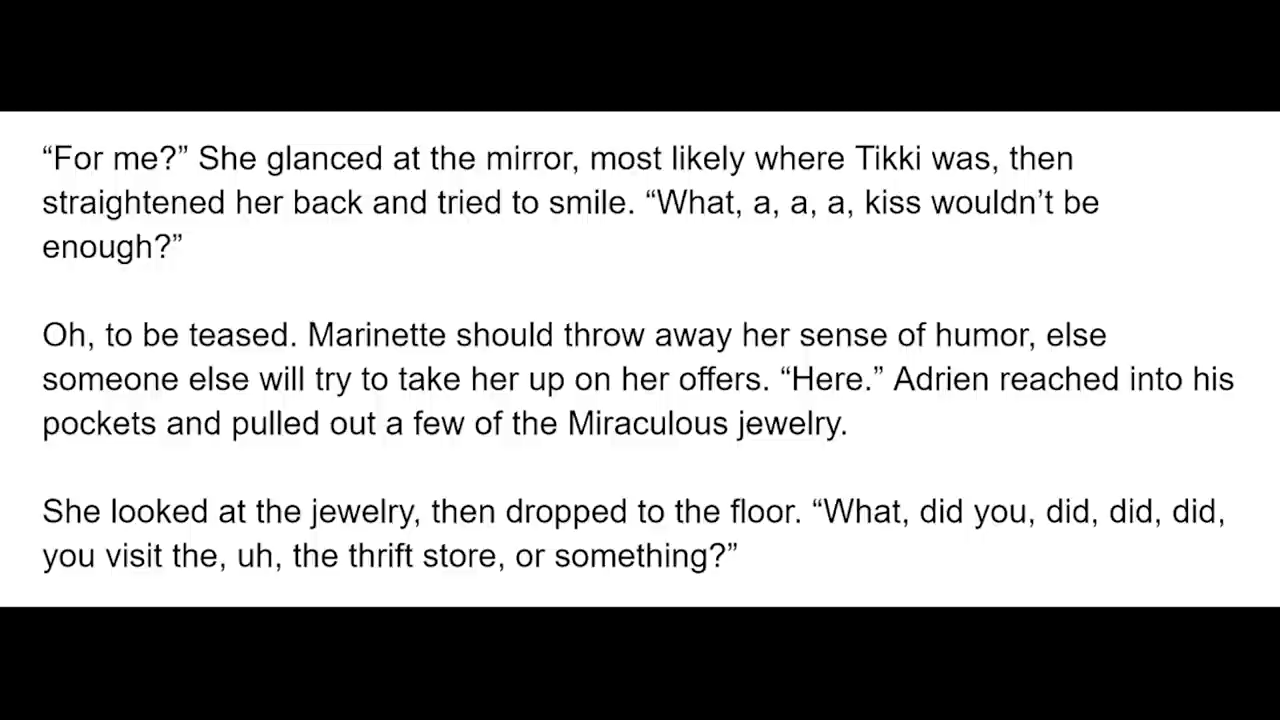 “For me?” She glanced at the mirror, most likely where Tikki was, then
straightened her back and tried to smile. “What, a, a, a, kiss wouldn’t be
enough?”
Oh, to be teased. Marinette should throw away her sense of humor, else
someone else will try to take her up on her offers. “Here.” Adrien reached into his
pockets and pulled out a few of the Miraculous jewelry.
She looked at the jewelry, then dropped to the floor. “What, did you, did, did, did,
you visit the, uh, the thrift store, or something?”